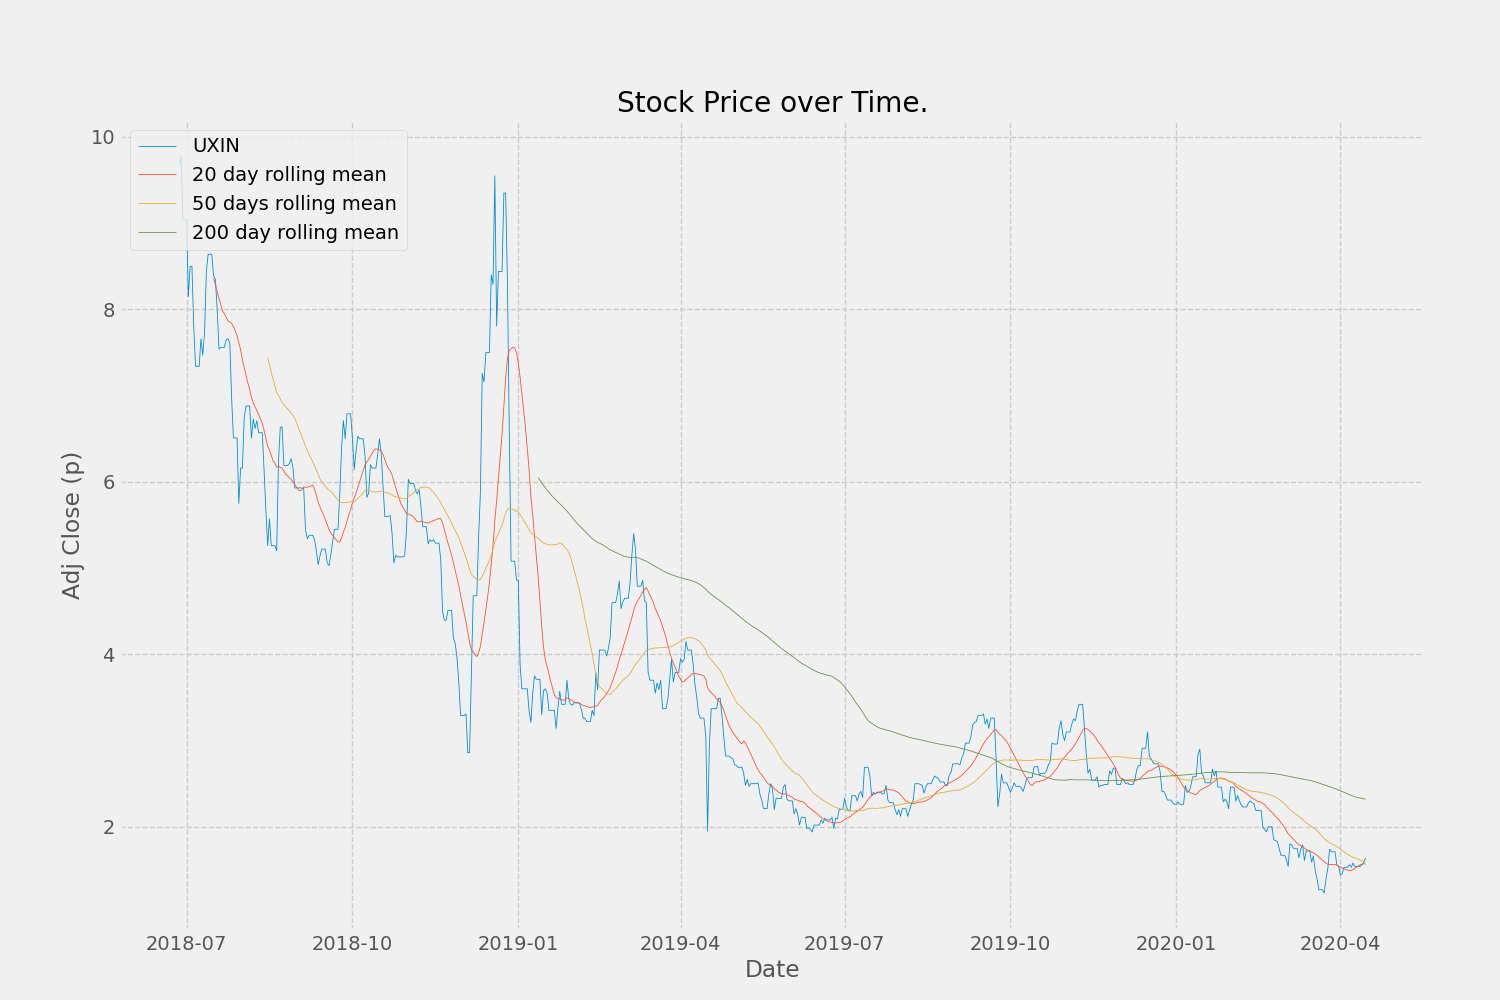 Stock Price over Time.
10
8
6
4
2
Adj Close (p)
UXIN
20 day rolling mean
50 days rolling mean
200 day rolling mean
2018-07 2018-10 2019-01 2019-04 2019-07 2019-10 2020-01 2020-04
Date